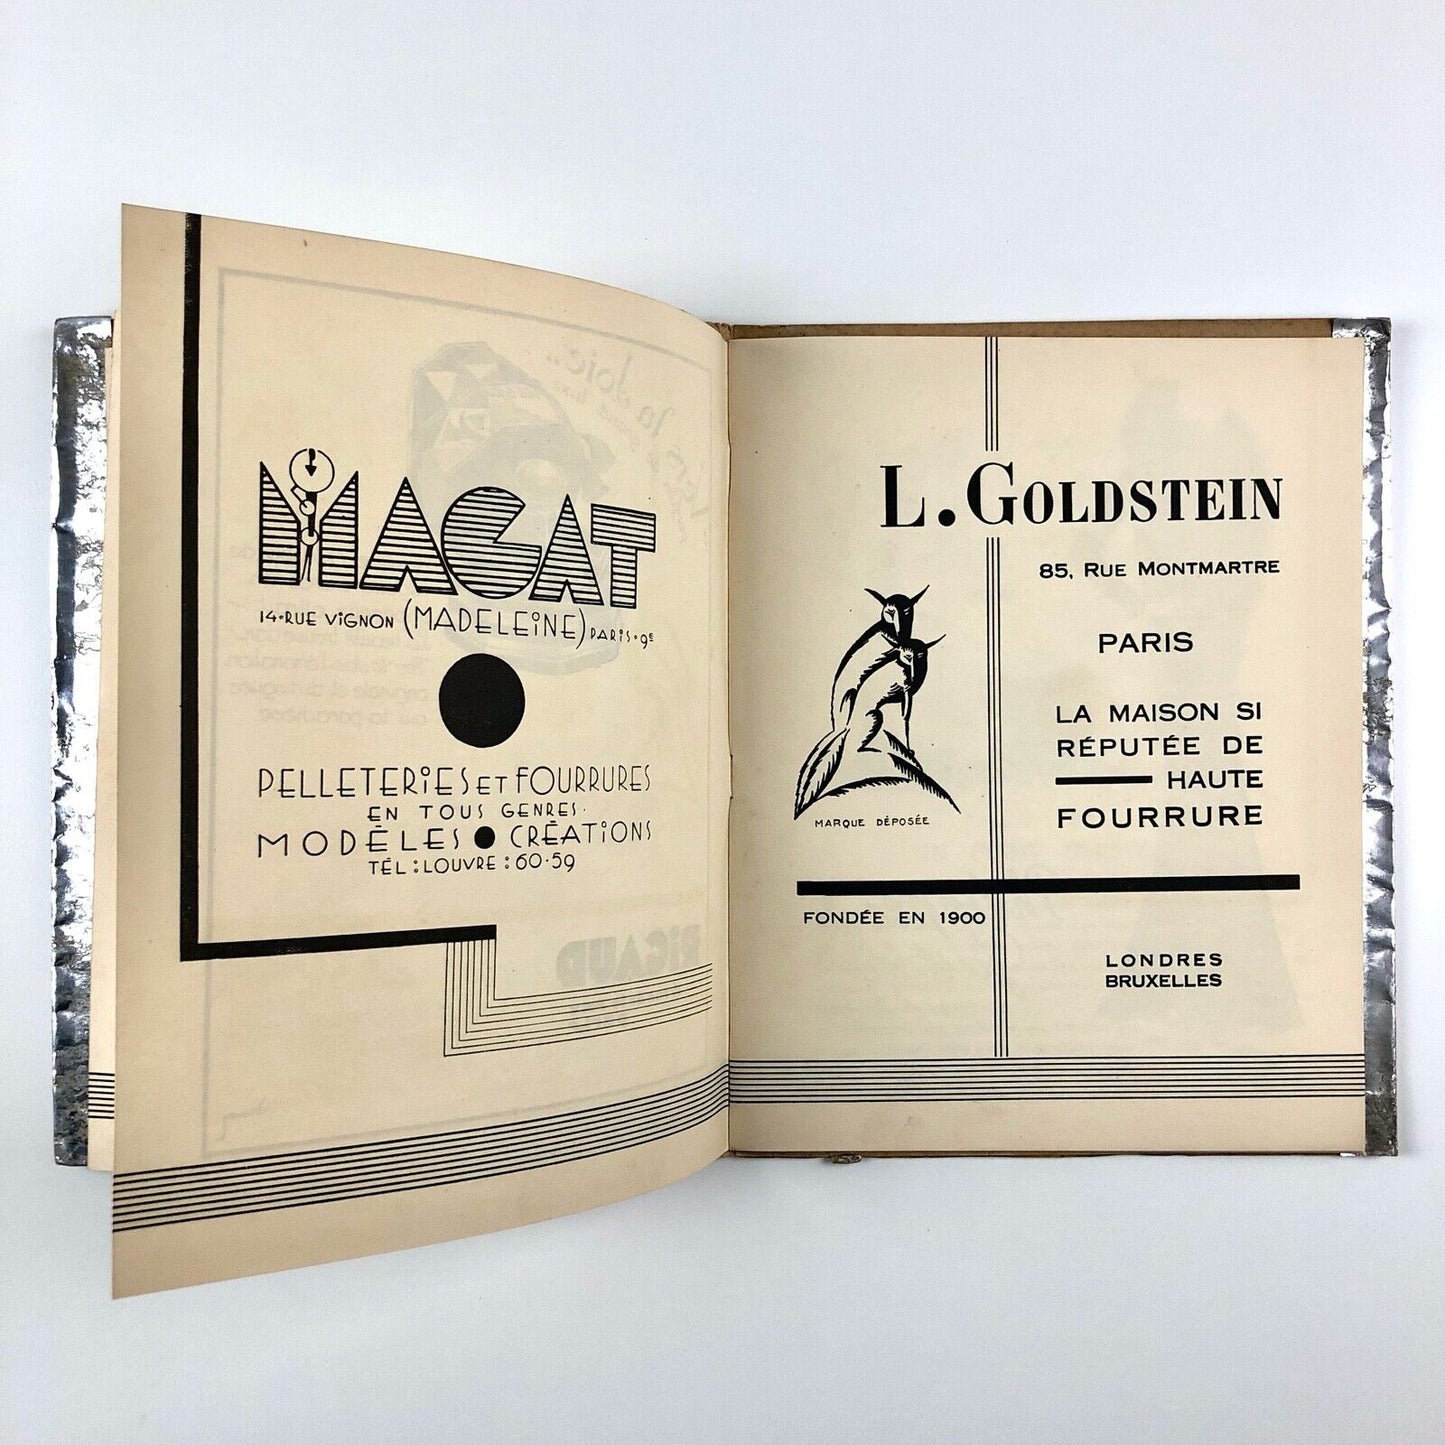 MAGAT
14·RUE ViGNON (MADELEiNE) PARiS·9E
PELLETERiES ET FOURRURES
EN TOUS GENRES·
MODÈLES ● CRÉATiONS
TÉL : LOUVRE : 60·59
RIGAUD
L. GOLDSTEIN
85, RUE MONTMARTRE
PARIS
LA MAISON SI
RÉPUTÉE DE
HAUTE
FOURRURE
MARQUE DÉPOSÉE
FONDÉE EN 1900
LONDRES
BRUXELLES